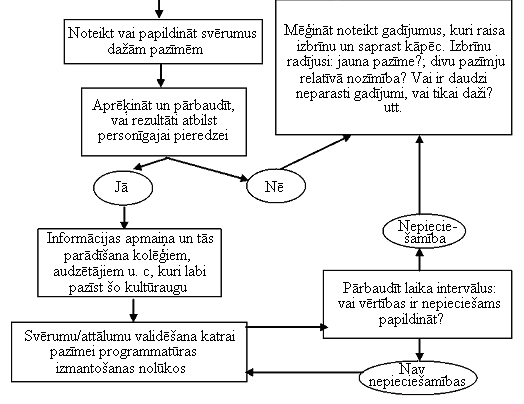 Noteikt vai papildināt svērumus
dažām pazīmēm
Mēģināt noteikt gadījumus, kuri raisa
izbrīnu un saprast kāpēc. Izbrīnu
radījusi: jauna pazīme?; divu pazīmju
relatīvā nozīmība? Vai ir daudzi
neparasti gadījumi, vai tikai daži?
utt.
Aprēķināt un pārbaudīt,
vai rezultāti atbilst
personīgajai pieredzei
Jā
Nē
Nepiecie-
šamība
Informācijas apmaiņa un tās
parādīšana kolēģiem,
audzētājiem u. c, kuri labi
pazīst šo kultūraugu
Pārbaudīt laika intervālus:
vai vērtības ir nepieciešams
papildināt?
Svērumu/attālumu validēšana katrai
pazīmei programmatūras
izmantošanas nolūkos
Nav
nepieciešamības